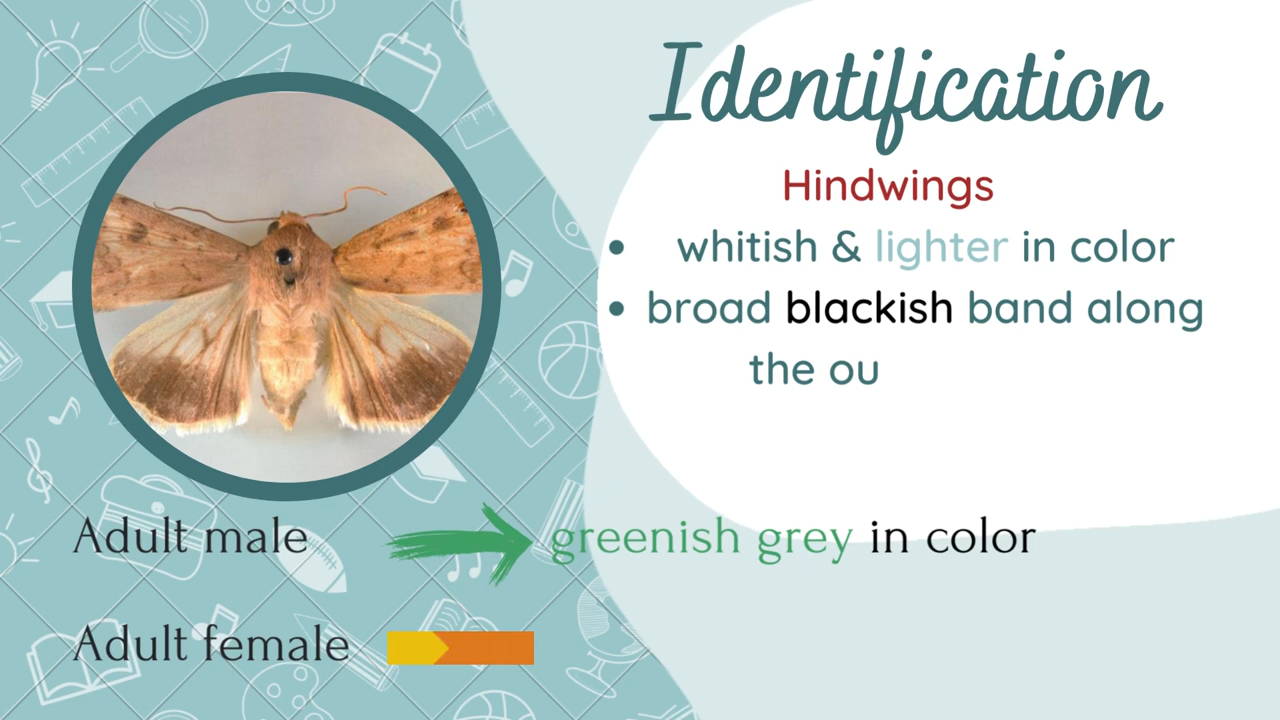 Identification
Hindwings
• whitish & lighter in color
• broad blackish band along
the ou
Adult male greenish grey in color
Adult female